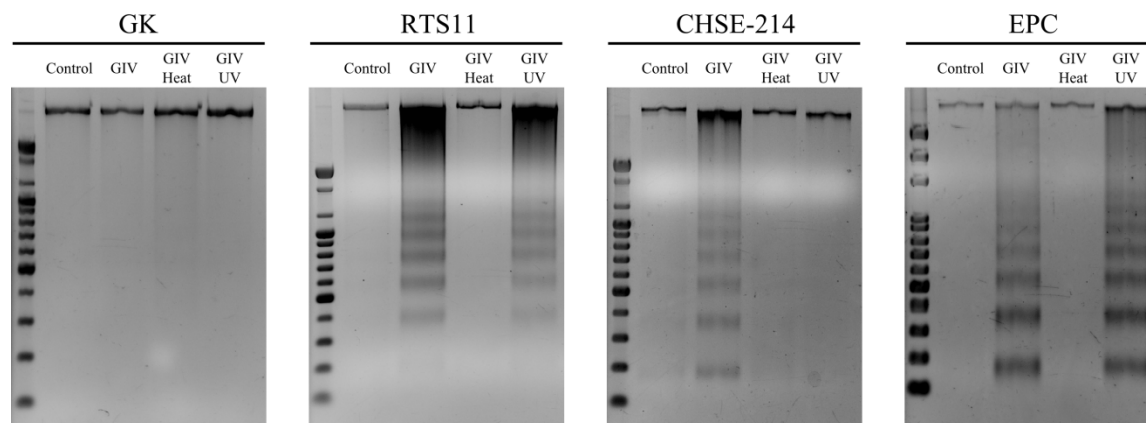 GK RTS11 CHSE-214 EPC
Control GIV GIV Heat GIV UV Control GIV GIV Heat GIV UV Control GIV GIV Heat GIV UV Control GIV GIV Heat GIV UV